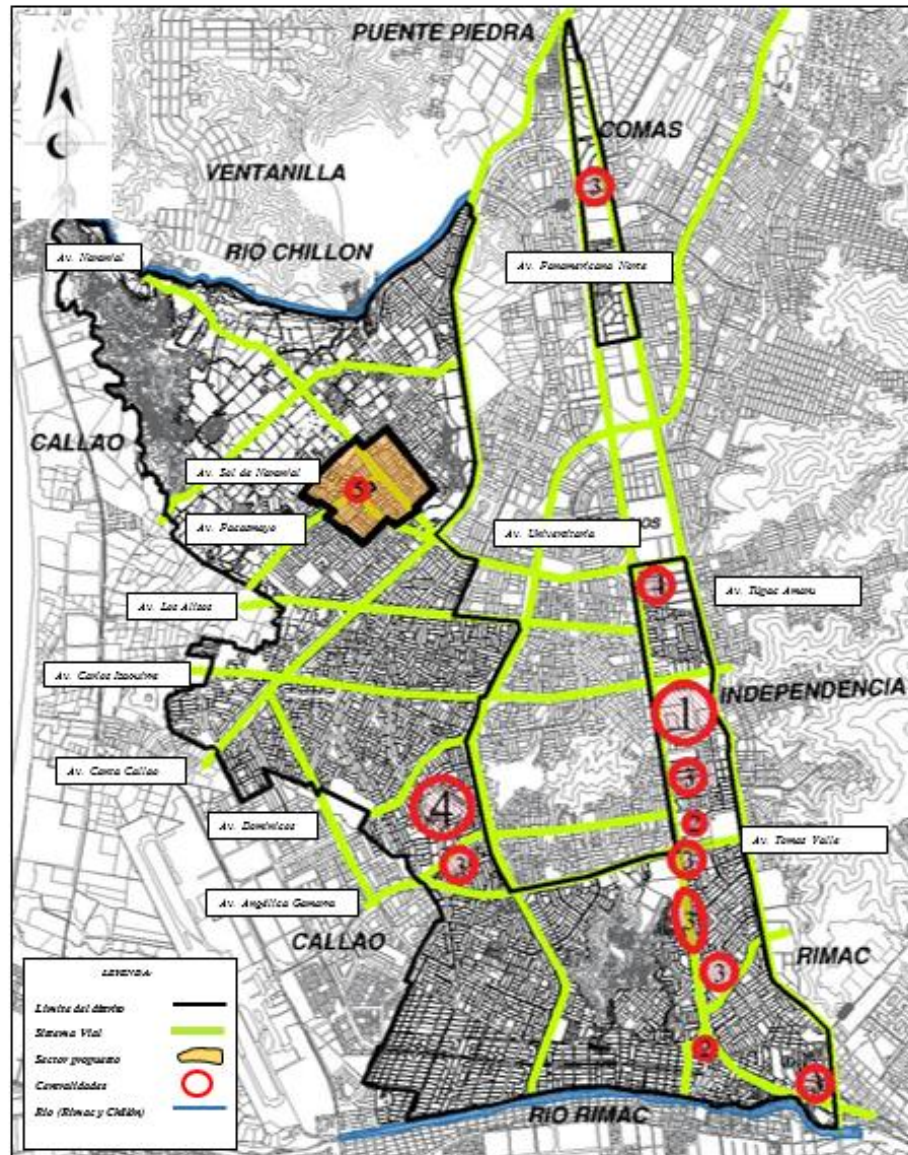 NC
PUENTE PIEDRA
COMAS
3
VENTANILLA
RIO CHILLON
Av. Naranjal
Av. Panamericana Norte
CALLAO
Av. Sol de Naranjal
5
Av. Pacasmayo
Av. Universitaria
OS
Av. Túpac Amaru
Av. Los Alisos
Av. Carlos Izaguirre
INDEPENDENCIA
1
3
Av. Canta Callao
4
Av. Dominicos
2
Av. Tomas Valle
3
3
Av. Angélica Gamarra
3
CALLAO
RIMAC
3
LEYENDA:
Límite del distrito
Sistema Vial
Sector propuesto
Centralidades
Rio (Rimac y Chillón)
2
3
RIO RIMAC